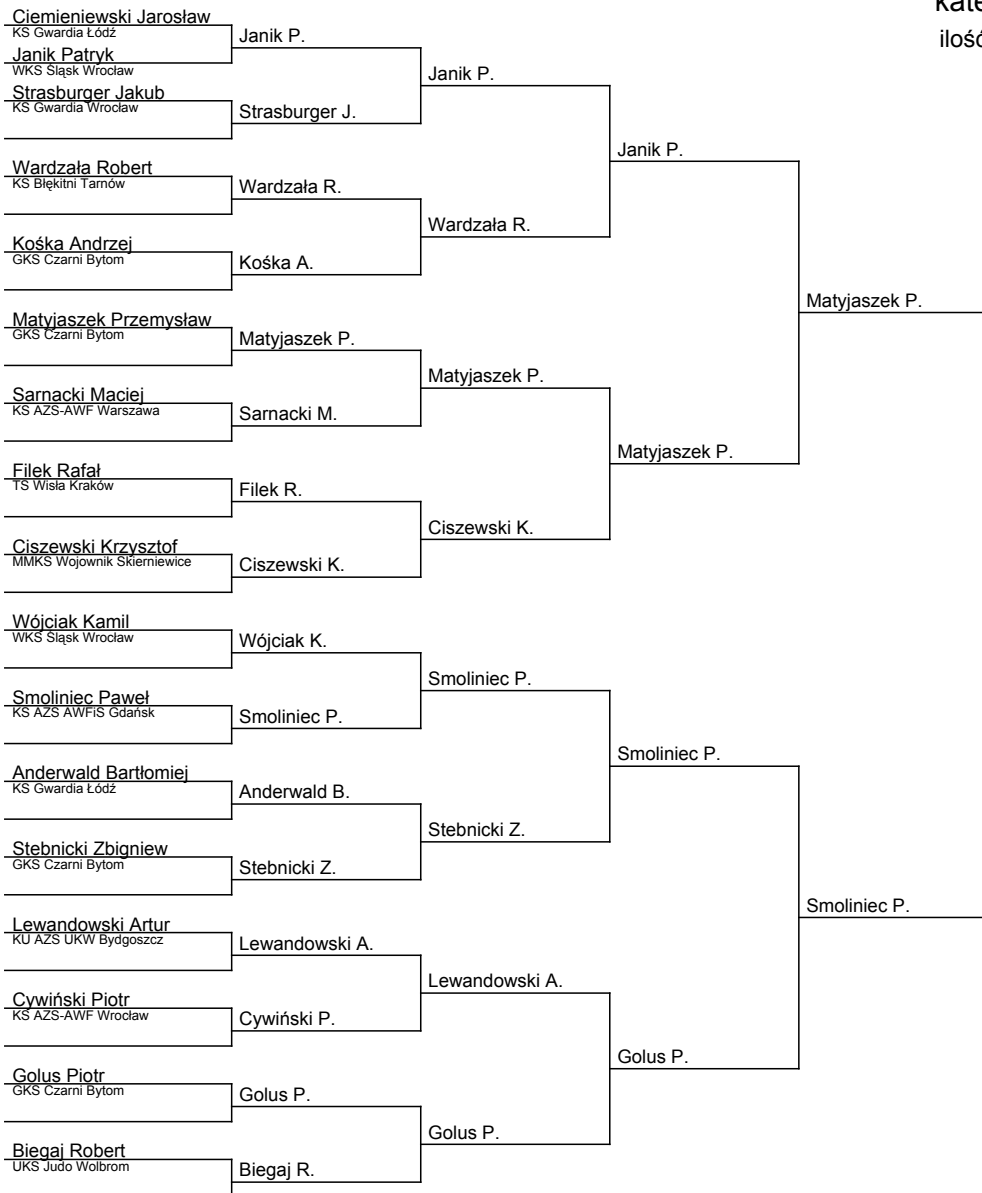 kate
ilość
Ciemieniewski Jarosław
KS Gwardia Łódź
Janik Patryk
WKS Śląsk Wrocław
Strasburger Jakub
KS Gwardia Wrocław
Wardzała Robert
KS Błękitni Tarnów
Kośka Andrzej
GKS Czarni Bytom
Matyjaszek Przemysław
GKS Czarni Bytom
Sarnacki Maciej
KS AZS-AWF Warszawa
Filek Rafał
TS Wisła Kraków
Ciszewski Krzysztof
MMKS Wojownik Skierniewice
Wójciak Kamil
WKS Śląsk Wrocław
Smoliniec Paweł
KS AZS AWFiS Gdańsk
Anderwald Bartłomiej
KS Gwardia Łódź
Stebnicki Zbigniew
GKS Czarni Bytom
Lewandowski Artur
KU AZS UKW Bydgoszcz
Cywiński Piotr
KS AZS-AWF Wrocław
Golus Piotr
GKS Czarni Bytom
Biegaj Robert
UKS Judo Wolbrom
Janik P.
Strasburger J.
Wardzała R.
Kośka A.
Matyjaszek P.
Sarnacki M.
Filek R.
Ciszewski K.
Wójciak K.
Smoliniec P.
Anderwald B.
Stebnicki Z.
Lewandowski A.
Cywiński P.
Golus P.
Biegaj R.
Janik P.
Wardzała R.
Matyjaszek P.
Ciszewski K.
Smoliniec P.
Stebnicki Z.
Lewandowski A.
Golus P.
Janik P.
Matyjaszek P.
Smoliniec P.
Golus P.
Matyjaszek P.
Smoliniec P.